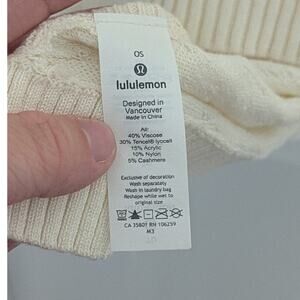 OS
lululemon
Designed in
Vancouver
Made in China
All:
40% Viscose
30% Tencel® lyocell
15% Acrylic
10% Nylon
5% Cashmere
Exclusive of decoration
Wash separately
Wash in laundry bag
Reshape while wet to
original size
CA 35801 RN 106259
M3